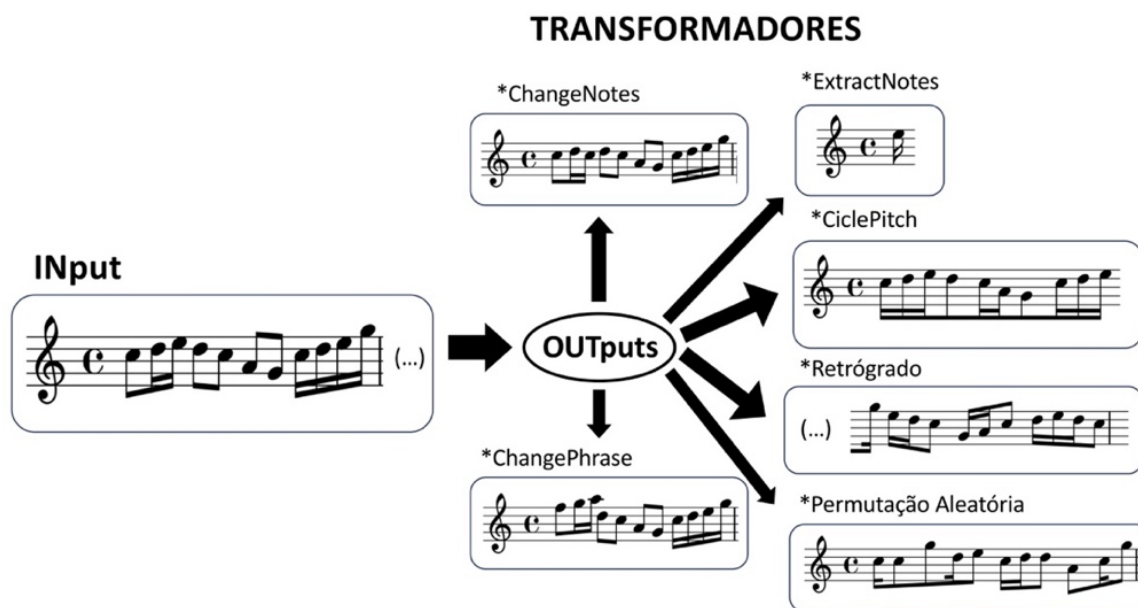 TRANSFORMADORES
*ChangeNotes
*ExtractNotes
*CiclePitch
INput
(...)
OUTputs
*Retrógrado
(...)
*ChangePhrase
*Permutação Aleatória